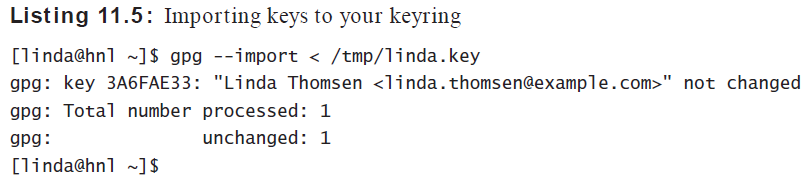 Listing 11.5: Importing keys to your keyring
[linda@hnl ~]$ gpg --import < /tmp/linda.key
gpg: key 3A6FAE33: "Linda Thomsen <linda.thomsen@example.com>" not changed
gpg: Total number processed: 1
gpg:              unchanged: 1
[linda@hnl ~]$